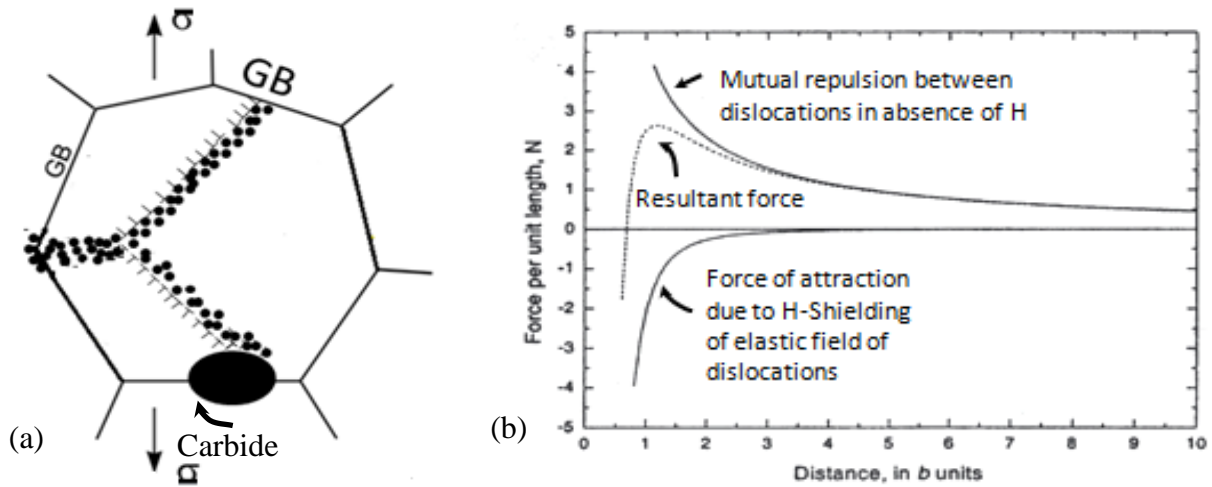 σ
GB
GB
Carbide
σ
(a)
Force per unit length, N
5
4
3
2
1
0
-1
-2
-3
-4
-5
Mutual repulsion between
dislocations in absence of H
Resultant force
Force of attraction
due to H-Shielding
of elastic field of
dislocations
0 1 2 3 4 5 6 7 8 9 10
Distance, in b units
(b)